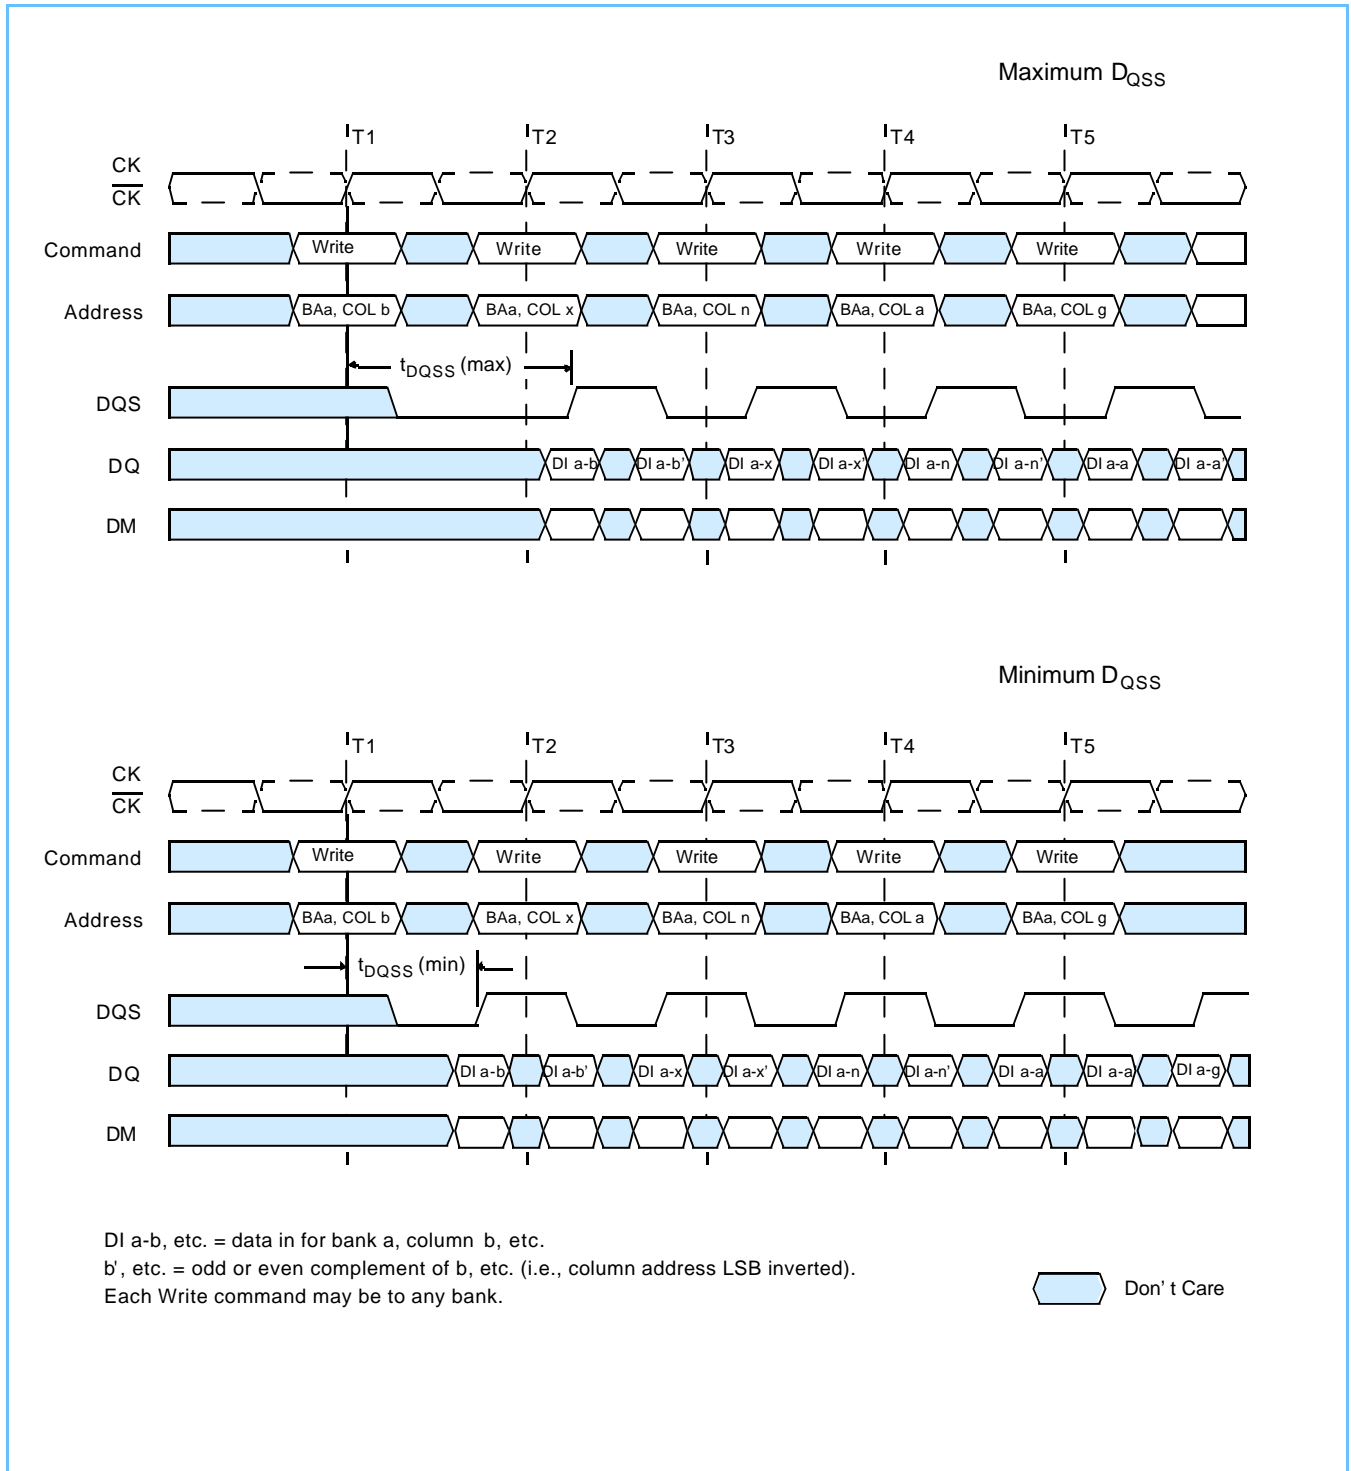 Maximum DQSS
T1 T2 T3 T4 T5
CK
CK
Command Write Write Write Write Write
Address BAa, COL b BAa, COL x BAa, COL n BAa, COL a BAa, COL g
tDQSS (max)
DQS
DQ DI a-b DI a-b’ DI a-x DI a-x’ DI a-n DI a-n’ DI a-a DI a-a’
DM
Minimum DQSS
T1 T2 T3 T4 T5
CK
CK
Command Write Write Write Write Write
Address BAa, COL b BAa, COL x BAa, COL n BAa, COL a BAa, COL g
tDQSS (min)
DQS
DQ DI a-b DI a-b’ DI a-x DI a-x’ DI a-n DI a-n’ DI a-a DI a-a DI a-g
DM
DI a-b, etc. = data in for bank a, column b, etc.
b', etc. = odd or even complement of b, etc. (i.e., column address LSB inverted).
Each Write command may be to any bank.
Don’ t Care